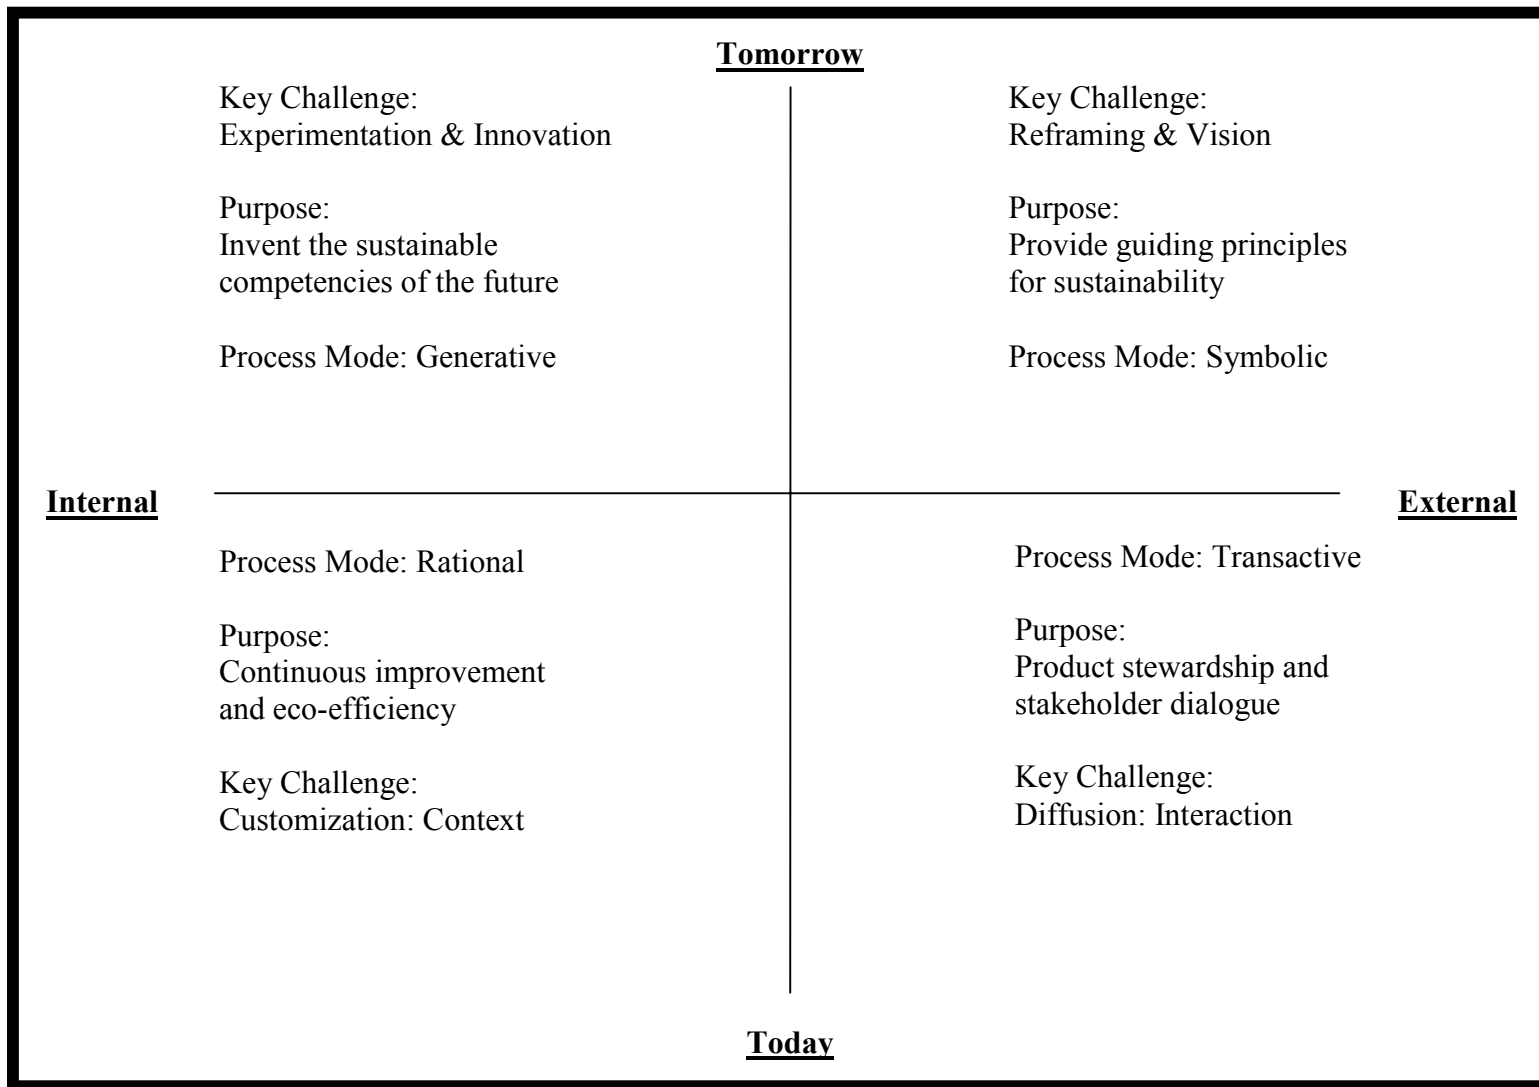 Tomorrow
Key Challenge:
Experimentation & Innovation
Purpose:
Invent the sustainable
competencies of the future
Process Mode: Generative
Key Challenge:
Reframing & Vision
Purpose:
Provide guiding principles
for sustainability
Process Mode: Symbolic
Internal
External
Process Mode: Rational
Purpose:
Continuous improvement
and eco-efficiency
Key Challenge:
Customization: Context
Process Mode: Transactive
Purpose:
Product stewardship and
stakeholder dialogue
Key Challenge:
Diffusion: Interaction
Today